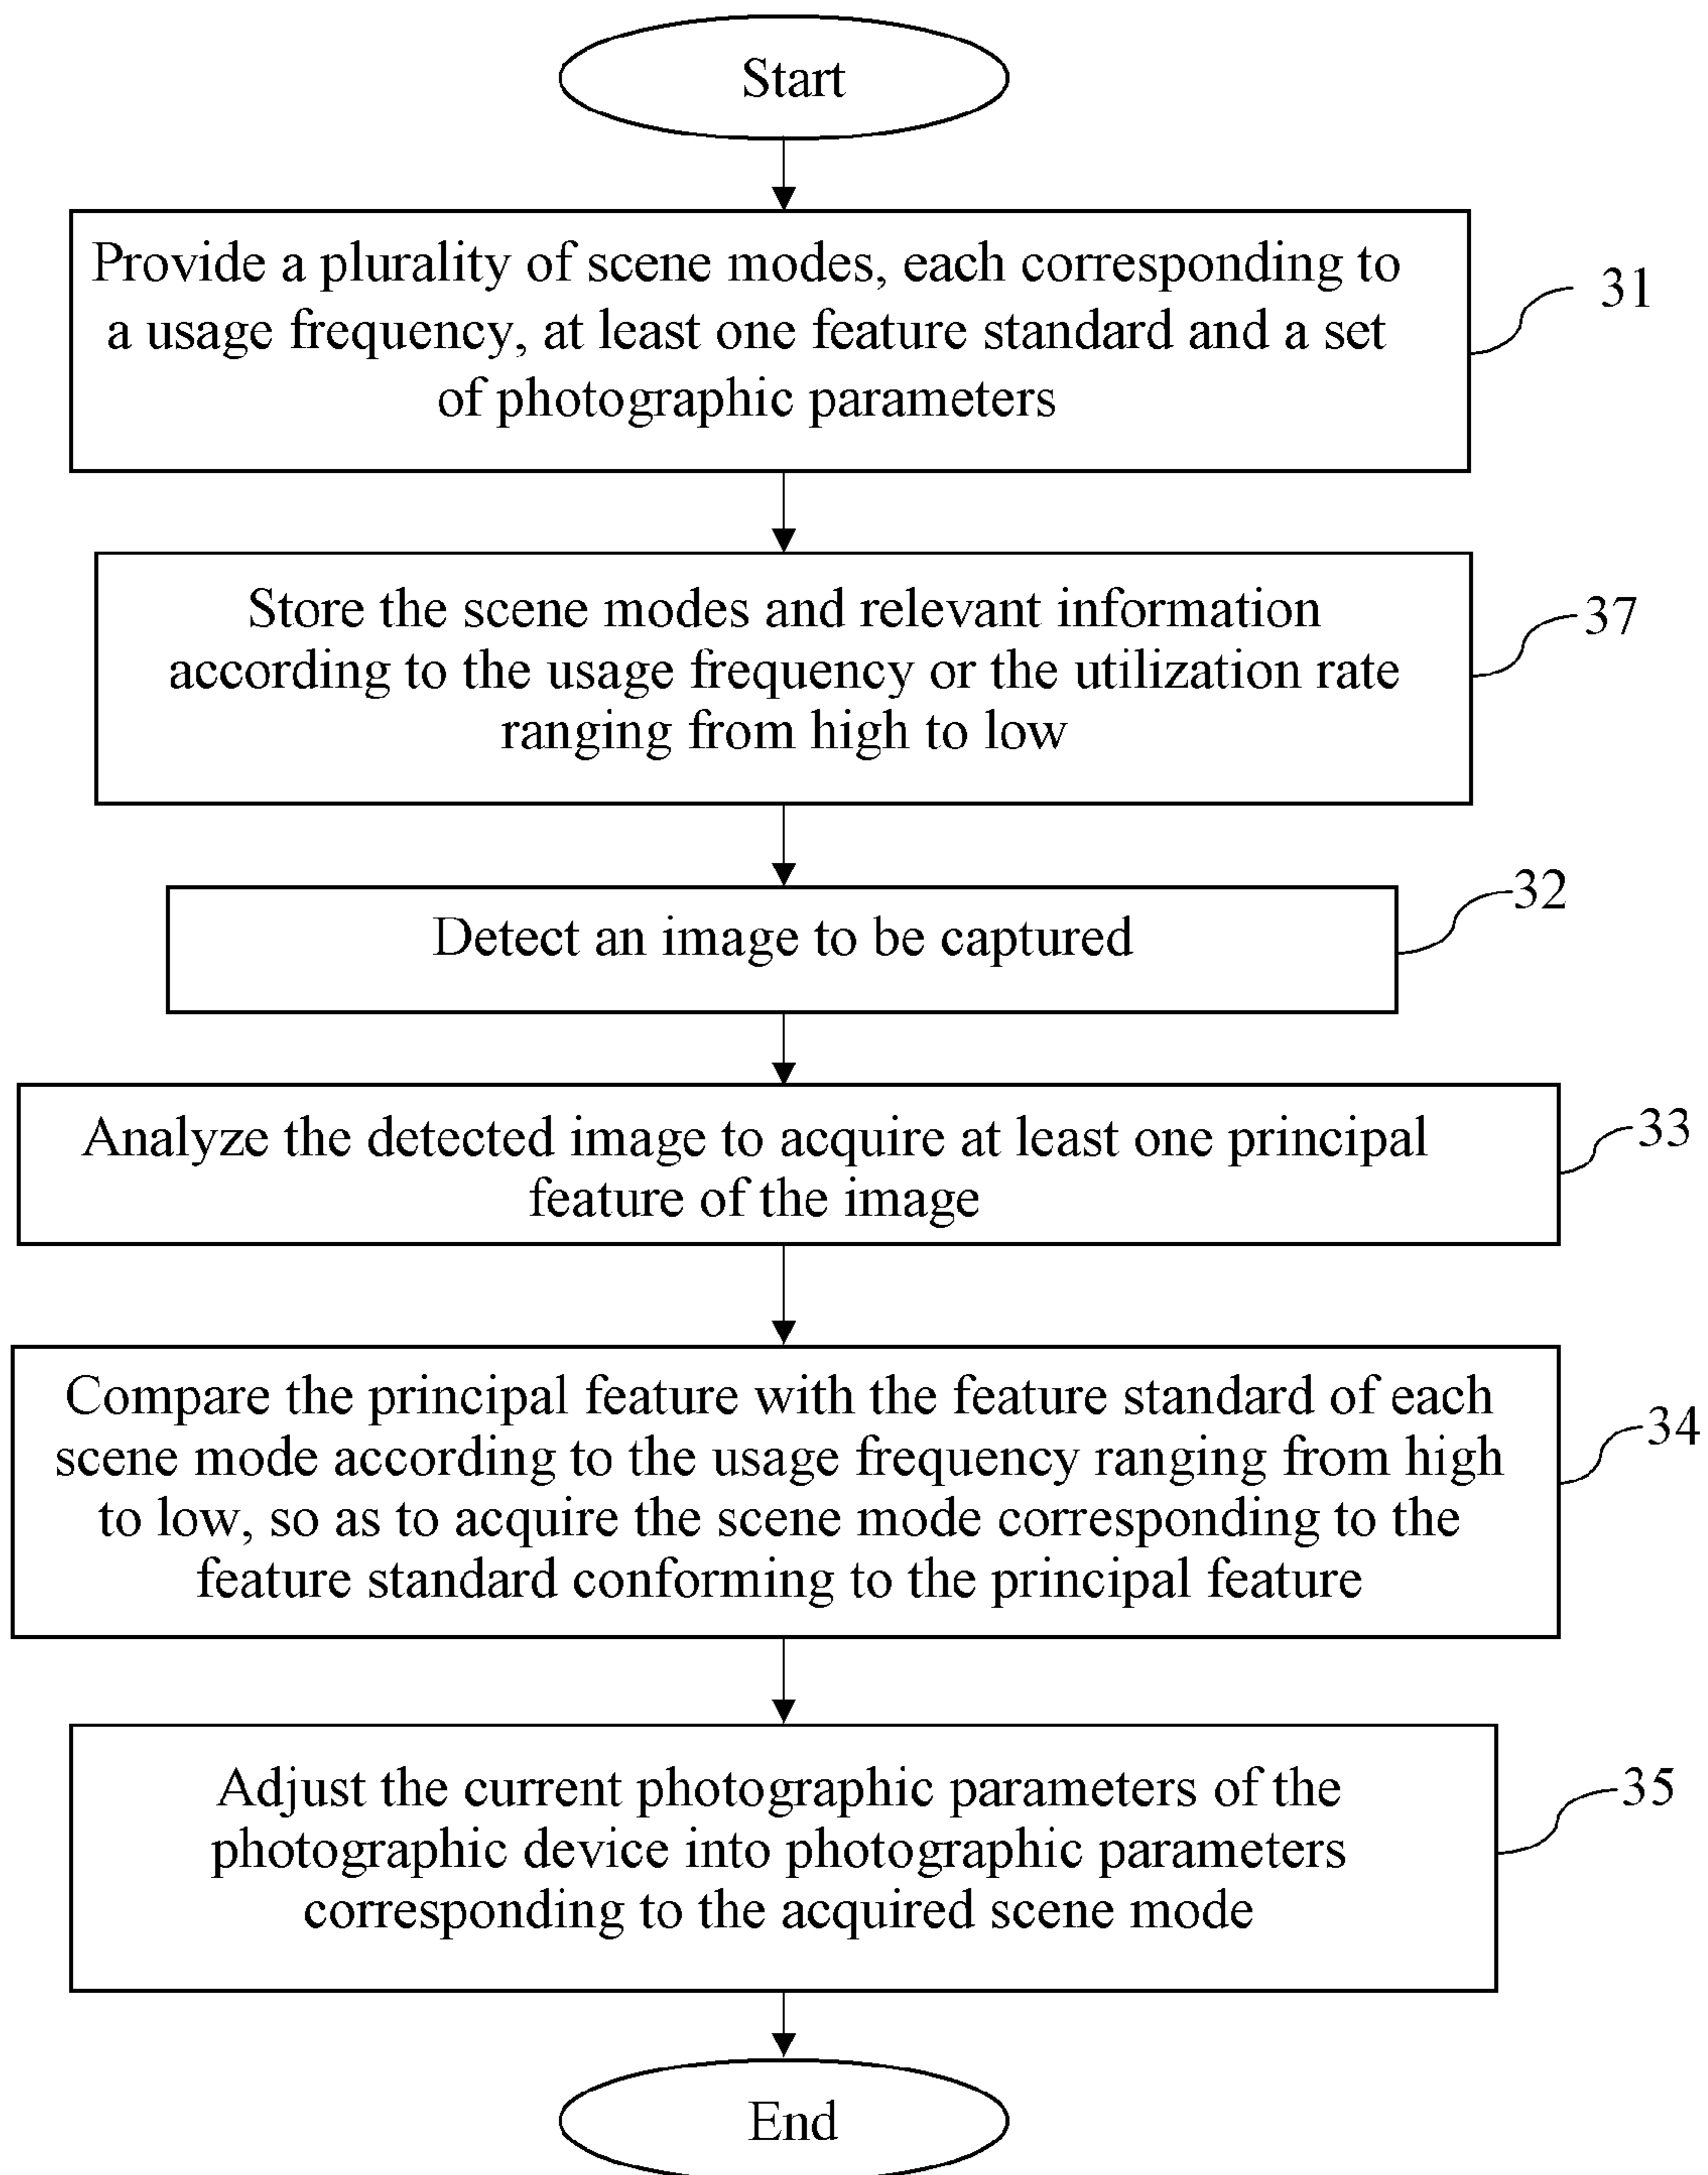 Start
Provide a plurality of scene modes, each corresponding to
a usage frequency, at least one feature standard and a set
of photographic parameters
31
Store the scene modes and relevant information
according to the usage frequency or the utilization rate
ranging from high to low
37
Detect an image to be captured
32
Analyze the detected image to acquire at least one principal
feature of the image
33
Compare the principal feature with the feature standard of each
scene mode according to the usage frequency ranging from high
to low, so as to acquire the scene mode corresponding to the
feature standard conforming to the principal feature
34
Adjust the current photographic parameters of the
photographic device into photographic parameters
corresponding to the acquired scene mode
35
End